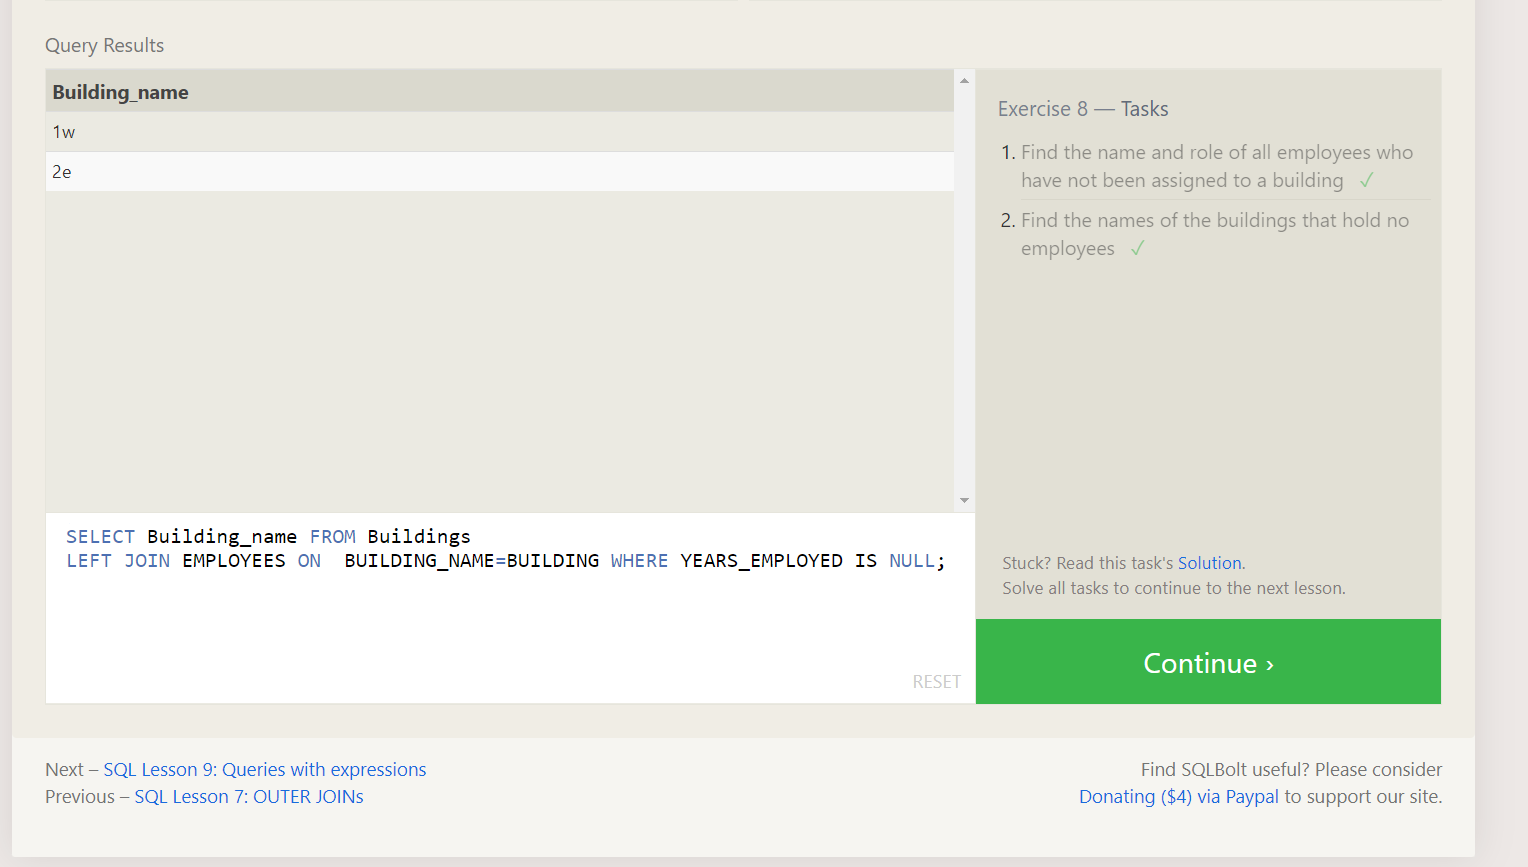 Query Results
Building_name
1w
2e
Exercise 8 — Tasks
1. Find the name and role of all employees who
have not been assigned to a building ✓
2. Find the names of the buildings that hold no
employees ✓
SELECT Building_name FROM Buildings
LEFT JOIN EMPLOYEES ON  BUILDING_NAME=BUILDING WHERE YEARS_EMPLOYED IS NULL;
RESET
Stuck? Read this task's Solution.
Solve all tasks to continue to the next lesson.
Continue ›
Next – SQL Lesson 9: Queries with expressions
Previous – SQL Lesson 7: OUTER JOINs
Find SQLBolt useful? Please consider
Donating ($4) via Paypal to support our site.